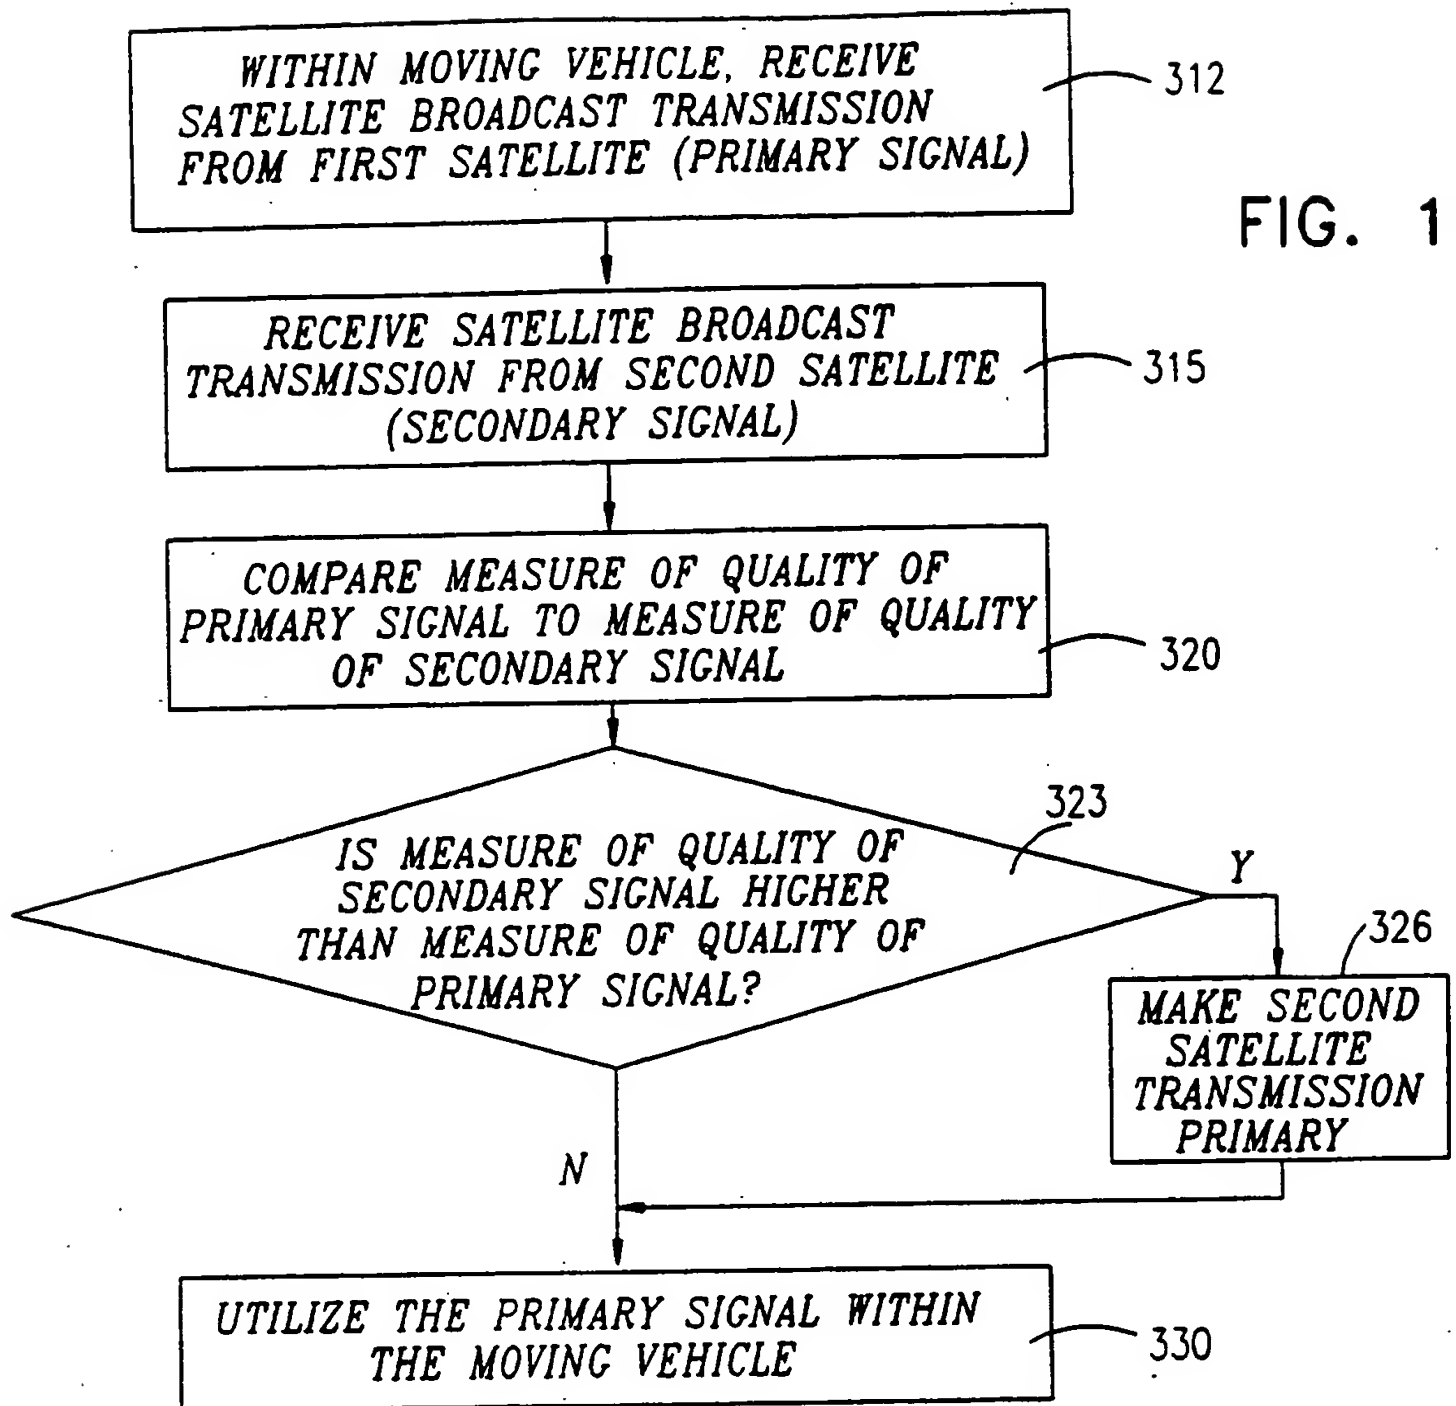 WITHIN MOVING VEHICLE, RECEIVE
SATELLITE BROADCAST TRANSMISSION
FROM FIRST SATELLITE (PRIMARY SIGNAL)
312
FIG. 1
RECEIVE SATELLITE BROADCAST
TRANSMISSION FROM SECOND SATELLITE
(SECONDARY SIGNAL)
315
COMPARE MEASURE OF QUALITY OF
PRIMARY SIGNAL TO MEASURE OF QUALITY
OF SECONDARY SIGNAL
320
IS MEASURE OF QUALITY OF
SECONDARY SIGNAL HIGHER
THAN MEASURE OF QUALITY OF
PRIMARY SIGNAL?
323
Y
326
MAKE SECOND
SATELLITE
TRANSMISSION
PRIMARY
N
UTILIZE THE PRIMARY SIGNAL WITHIN
THE MOVING VEHICLE
330